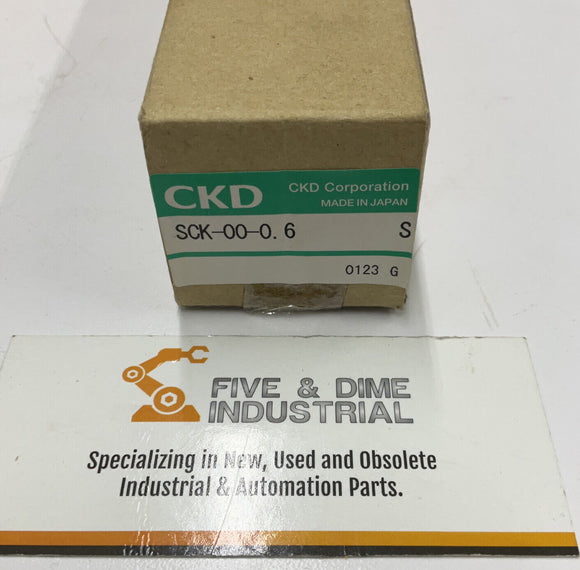 CKD
CKD Corporation
MADE IN JAPAN
SCK-00-0.6 S
0123 G
FIVE & DIME
INDUSTRIAL
Specializing in New, Used and Obsolete
Industrial & Automation Parts.